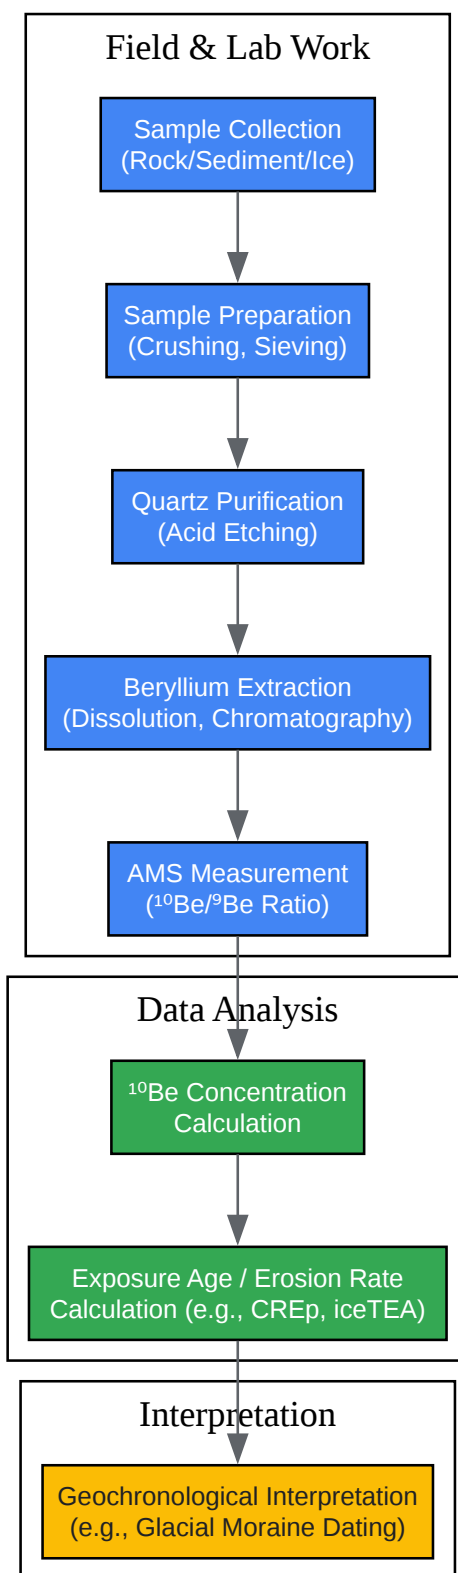 Field & Lab Work
Sample Collection
(Rock/Sediment/Ice)
Sample Preparation
(Crushing, Sieving)
Quartz Purification
(Acid Etching)
Beryllium Extraction
(Dissolution, Chromatography)
AMS Measurement
(¹⁰Be/⁹Be Ratio)
Data Analysis
¹⁰Be Concentration
Calculation
Exposure Age / Erosion Rate
Calculation (e.g., CREp, iceTEA)
Interpretation
Geochronological Interpretation
(e.g., Glacial Moraine Dating)